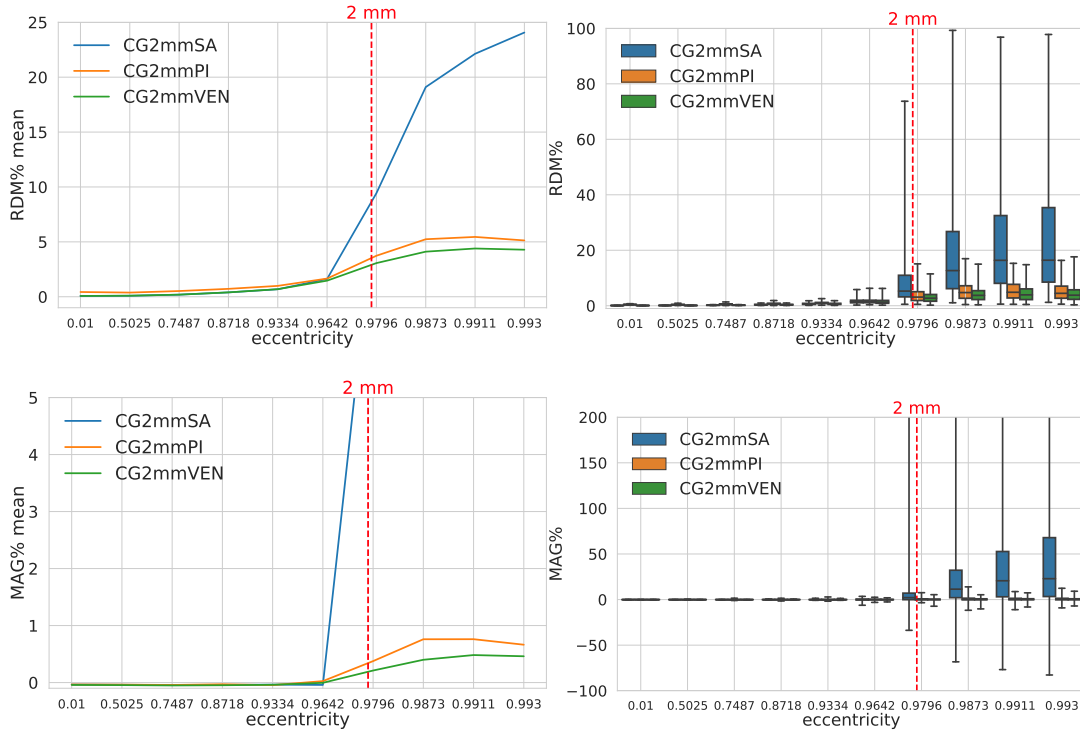 2 mm
25
20
15
10
5
0
RDM% mean
CG2mmSA
CG2mmPI
CG2mmVEN
0.01 0.5025 0.7487 0.8718 0.9334 0.9642 0.9796 0.9873 0.9911 0.993
eccentricity
2 mm
100
80
60
40
20
0
RDM%
CG2mmSA
CG2mmPI
CG2mmVEN
0.01 0.5025 0.7487 0.8718 0.9334 0.9642 0.9796 0.9873 0.9911 0.993
eccentricity
2 mm
5
4
3
2
1
0
MAG% mean
CG2mmSA
CG2mmPI
CG2mmVEN
0.01 0.5025 0.7487 0.8718 0.9334 0.9642 0.9796 0.9873 0.9911 0.993
eccentricity
2 mm
200
150
100
50
0
−50
−100
MAG%
CG2mmSA
CG2mmPI
CG2mmVEN
0.01 0.5025 0.7487 0.8718 0.9334 0.9642 0.9796 0.9873 0.9911 0.993
eccentricity